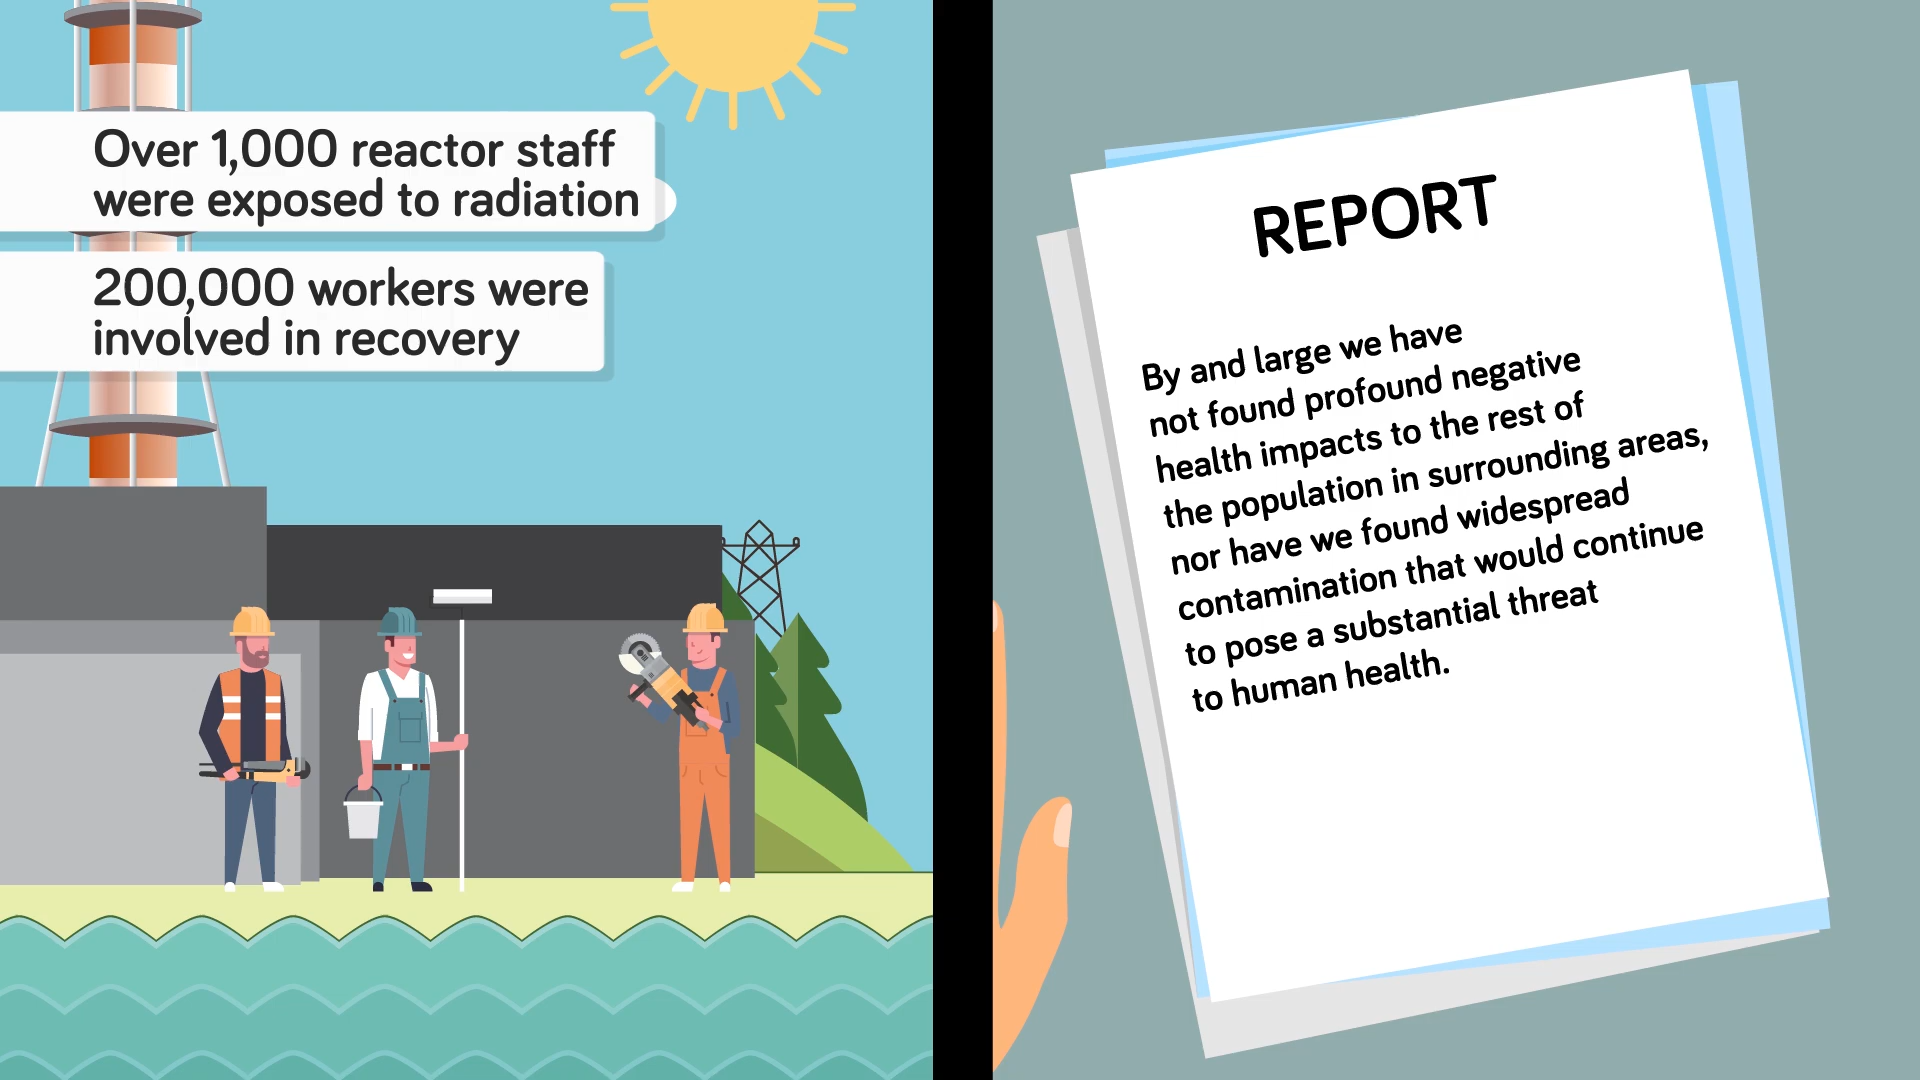 Over 1,000 reactor staff
were exposed to radiation
200,000 workers were
involved in recovery
REPORT
By and large we have
not found profound negative
health impacts to the rest of
the population in surrounding areas,
nor have we found widespread
contamination that would continue
to pose a substantial threat
to human health.